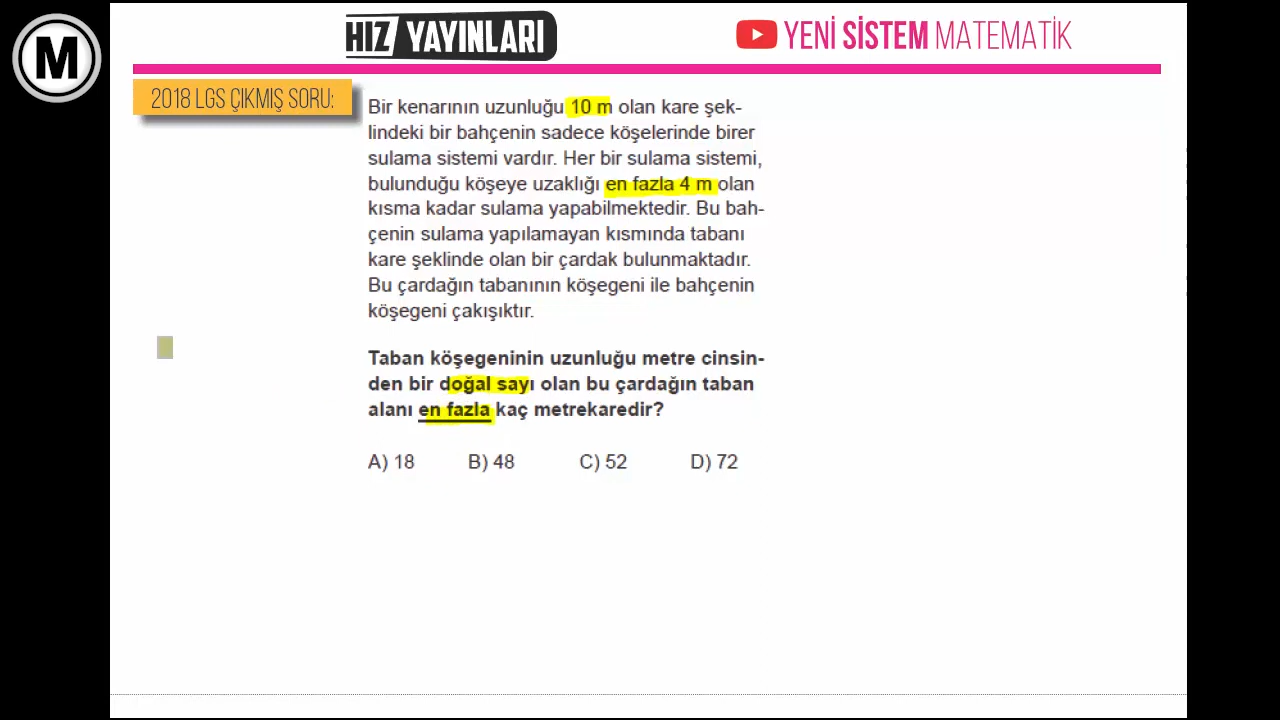 M
HIZ YAYINLARI
YENİ SİSTEM MATEMATİK
2018 LGS ÇIKMIŞ SORU:
Bir kenarının uzunluğu 10 m olan kare şek-
lindeki bir bahçenin sadece köşelerinde birer
sulama sistemi vardır. Her bir sulama sistemi,
bulunduğu köşeye uzaklığı en fazla 4 m olan
kısma kadar sulama yapabilmektedir. Bu bah-
çenin sulama yapılamayan kısmında tabanı
kare şeklinde olan bir çardak bulunmaktadır.
Bu çardağın tabanının köşegeni ile bahçenin
köşegeni çakışıktır.
Taban köşegeninin uzunluğu metre cinsin-
den bir doğal sayı olan bu çardağın taban
alanı en fazla kaç metrekaredir?
A) 18 B) 48 C) 52 D) 72